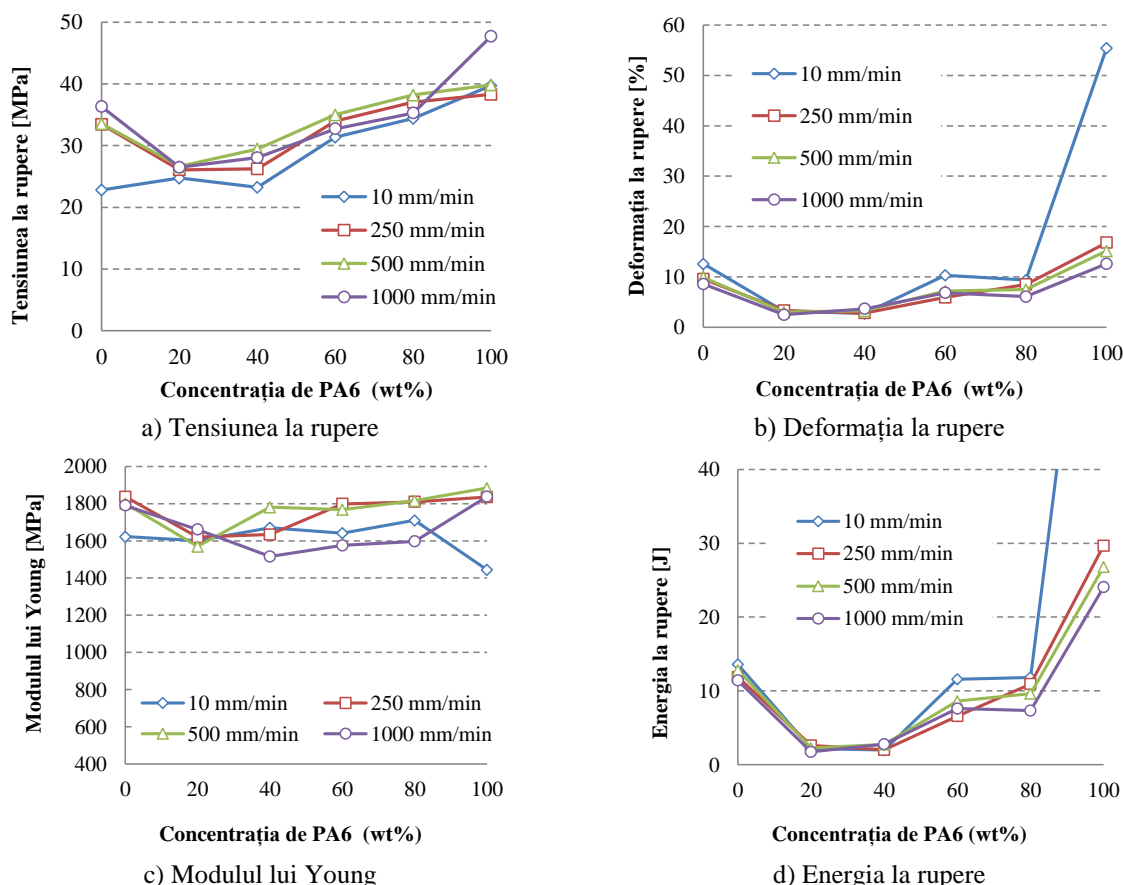 Tensiunea la rupere [MPa]
50
40
30
20
10
0
10 mm/min
250 mm/min
500 mm/min
1000 mm/min
0 20 40 60 80 100
Concentrația de PA6 (wt%)
a) Tensiunea la rupere
Deformația la rupere [%]
60
50
40
30
20
10
0
10 mm/min
250 mm/min
500 mm/min
1000 mm/min
0 20 40 60 80 100
Concentrația de PA6 (wt%)
b) Deformația la rupere
Modulul lui Young [MPa]
2000
1800
1600
1400
1200
1000
800
600
400
10 mm/min 250 mm/min
500 mm/min 1000 mm/min
0 20 40 60 80 100
Concentrația de PA6 (wt%)
c) Modulul lui Young
Energia la rupere [J]
40
30
20
10
0
10 mm/min
250 mm/min
500 mm/min
1000 mm/min
0 20 40 60 80 100
Concentrația de PA6 (wt%)
d) Energia la rupere